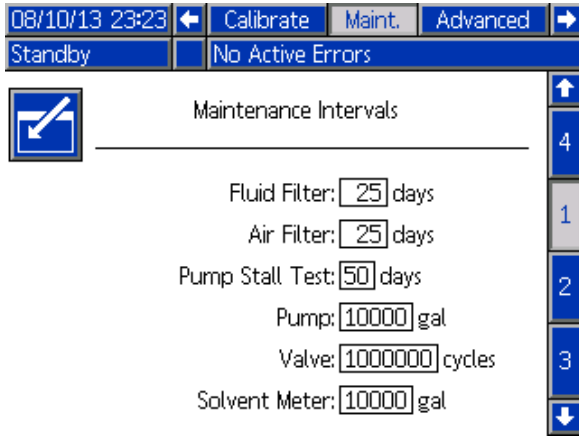 08/10/13 23:23 Calibrate Maint. Advanced
Standby No Active Errors
Maintenance Intervals
4
Fluid Filter: 25 days
1
Air Filter: 25 days
Pump Stall Test: 50 days
2
Pump: 10000 gal
Valve: 1000000 cycles
3
Solvent Meter: 10000 gal